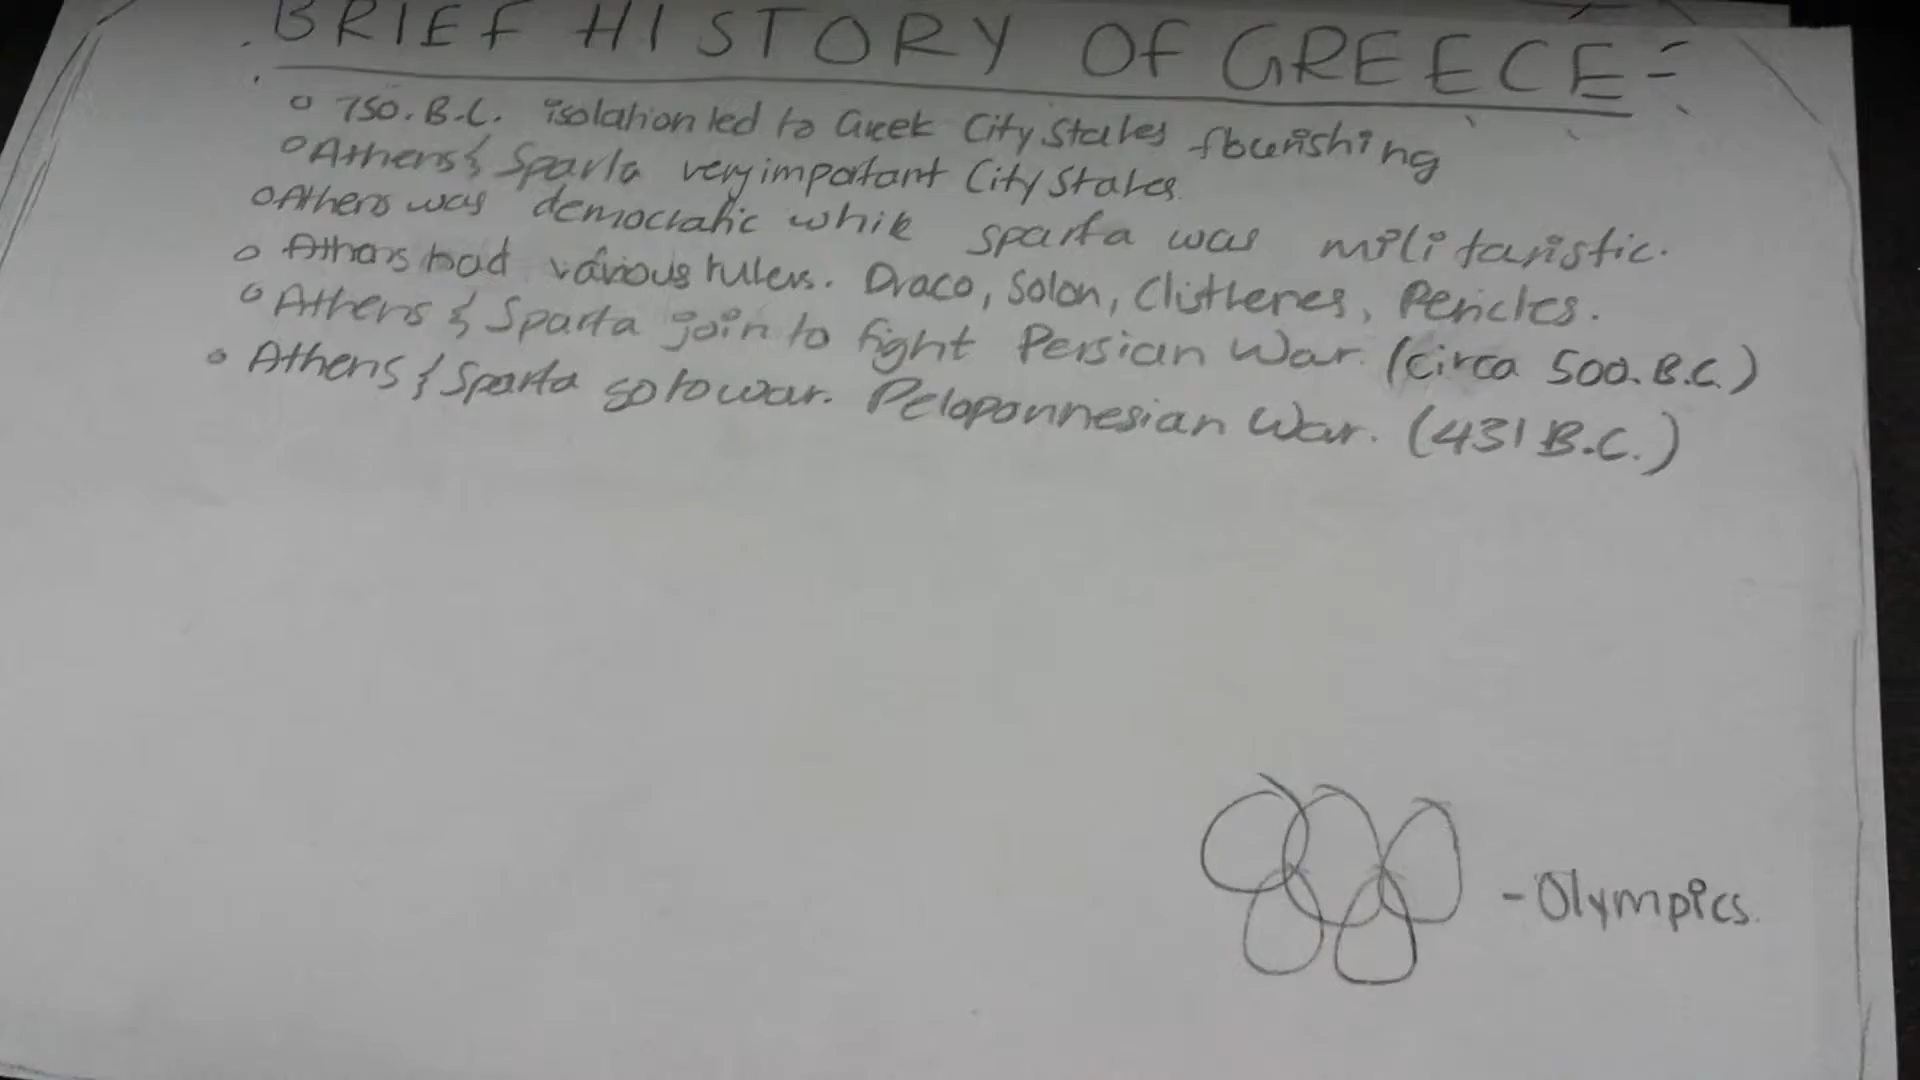 BRIEF HISTORY OF GREECE =
o 750. B.C. isolation led to Greek City States flourishing
o Athens & Sparta very important City States
o Athens was democratic while sparta was militaristic.
o Athens had various rulers. Draco, Solon, Clisthenes, Pericles.
o Athens & Sparta join to fight Persian War. (Circa 500. B.C.)
o Athens & Sparta go to war. Peloponnesian War. (431 B.C.)
- Olympics.